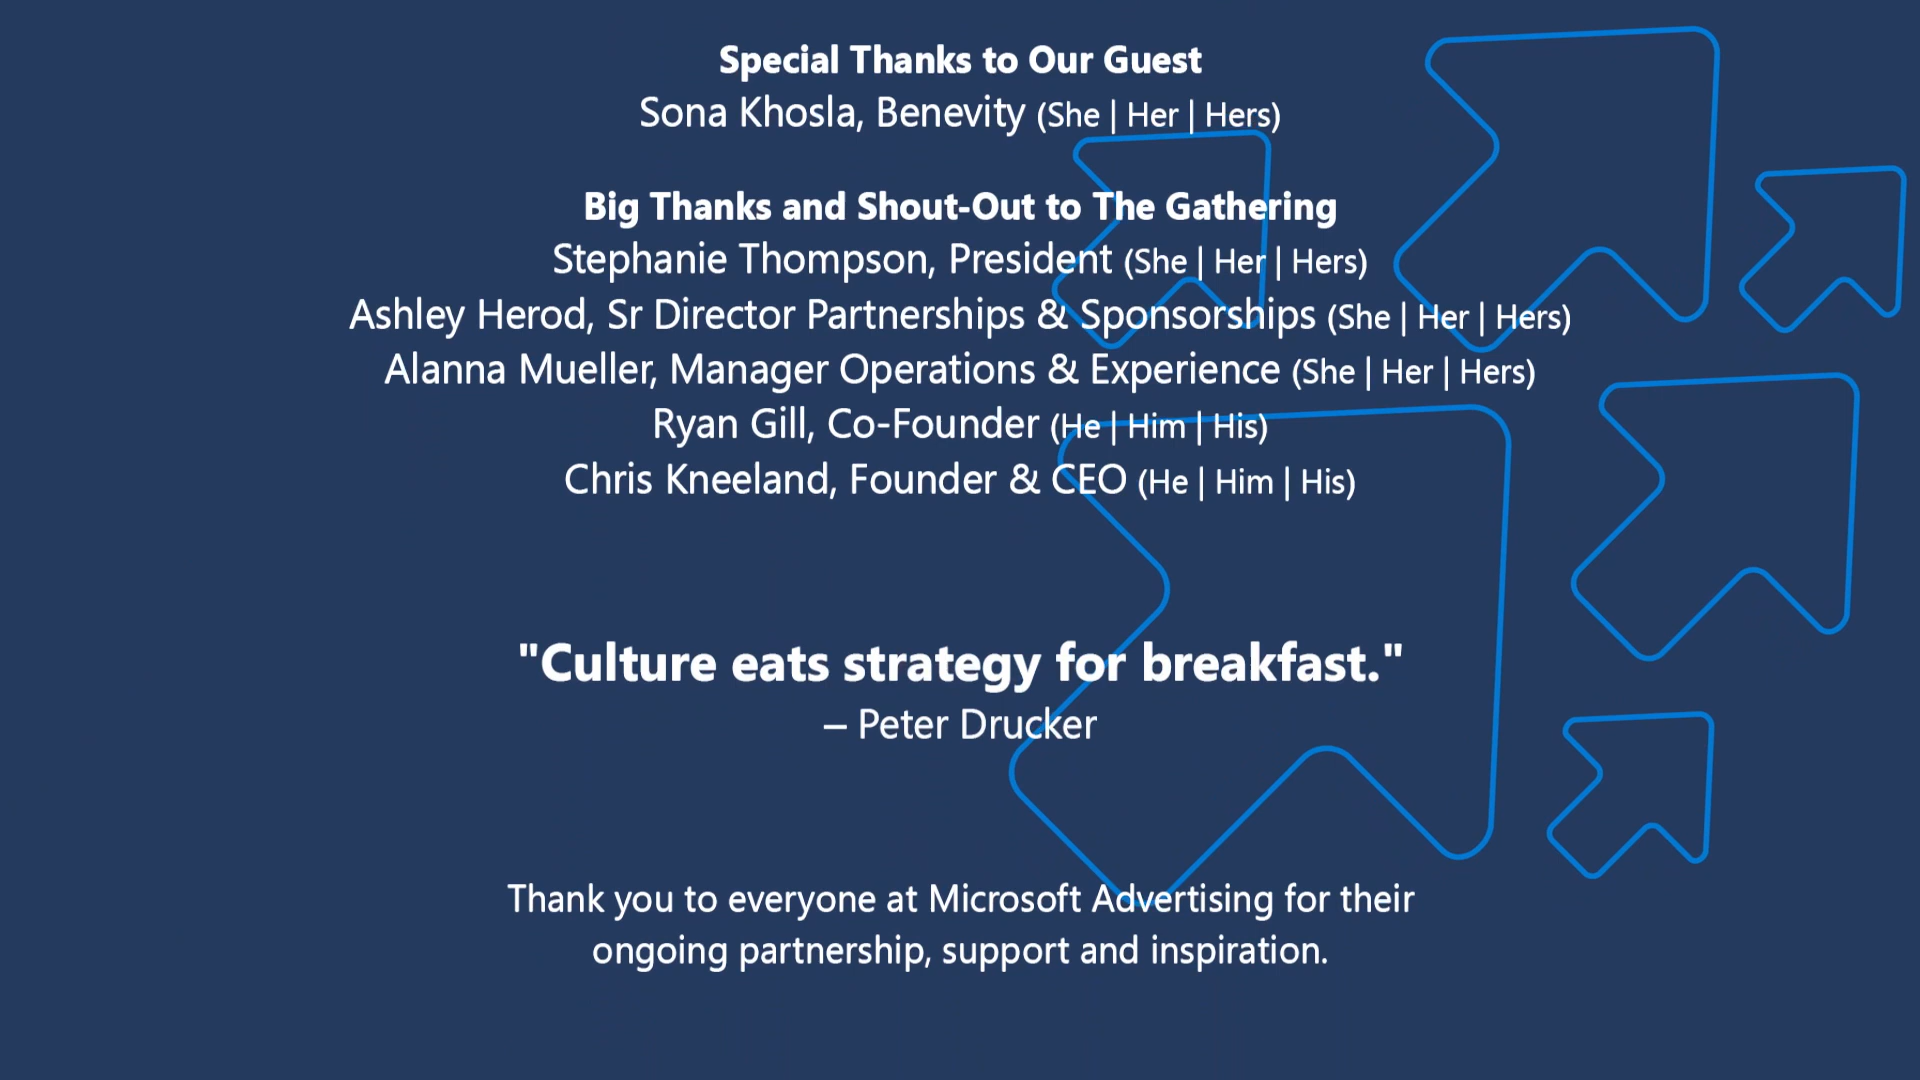 Special Thanks to Our Guest
Sona Khosla, Benevity (She | Her | Hers)
Big Thanks and Shout-Out to The Gathering
Stephanie Thompson, President (She | Her | Hers)
Ashley Herod, Sr Director Partnerships & Sponsorships (She | Her | Hers)
Alanna Mueller, Manager Operations & Experience (She | Her | Hers)
Ryan Gill, Co-Founder (He | Him | His)
Chris Kneeland, Founder & CEO (He | Him | His)
"Culture eats strategy for breakfast."
– Peter Drucker
Thank you to everyone at Microsoft Advertising for their
ongoing partnership, support and inspiration.